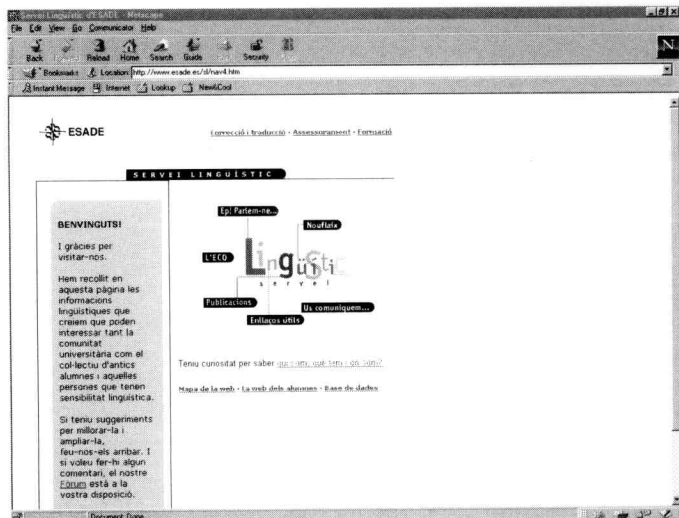 Servei Lingüístic d'ESADE - Netscape
File Edit View Go Communicator Help
Back Reload Home Search Guide Security
Bookmarks Location: http://www.esade.es/sl/nav4.htm
Instant Message Internet Lookup New&Cool
N
ESADE
Correcció i traducció - Assessorament - Formació
SERVEI LINGÜÍSTIC
BENVINGUTS!
I gràcies per
visitar-nos.
Hem recollit en
aquesta pàgina les
informacions
lingüístiques que
creiem que poden
interessar tant la
comunitat
universitària com el
col·lectiu d'antics
alumnes i aquelles
persones que tenen
sensibilitat lingüística.
Si teniu suggeriments
per millorar-la i
ampliar-la,
feu-nos-els arribar. I
si voleu fer-hi algun
comentari, el nostre
Fòrum està a la
vostra disposició.
Ep! Parlem-ne...
Nouflaix
L'ECO
Lingüístic
servei
Publicacions
Us comuniquem...
Enllaços útils
Teniu curiositat per saber qui som, què fem i on som?
Mapa de la web - La web dels alumnes - Base de dades
Document: Done